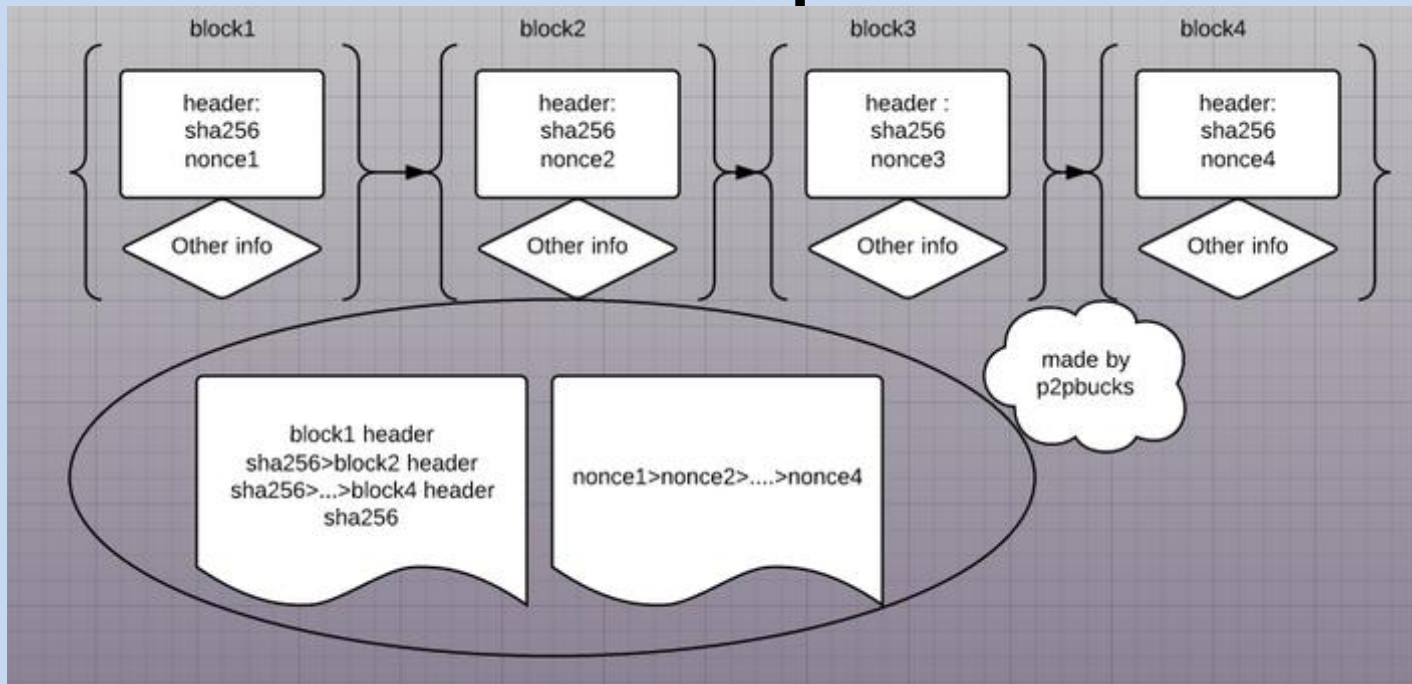 block1
block2
block3
block4
header:
sha256
nonce1
Other info
header:
sha256
nonce2
Other info
header :
sha256
nonce3
Other info
header:
sha256
nonce4
Other info
block1 header
sha256>block2 header
sha256>...>block4 header
sha256
nonce1>nonce2>....>nonce4
made by
p2pbucks